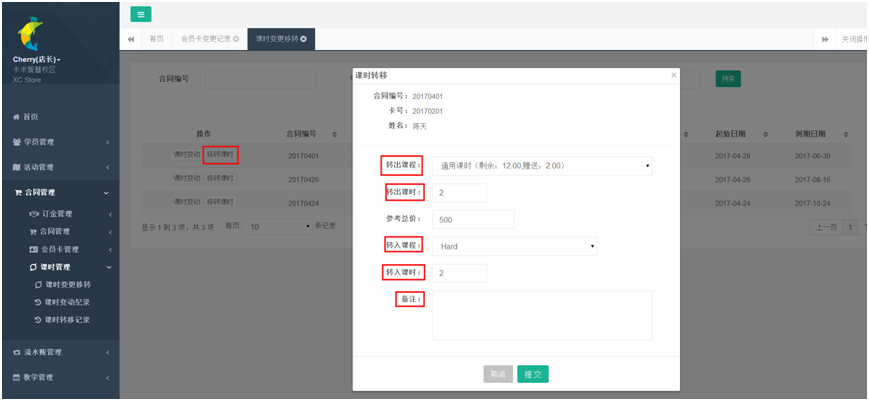 Cherry(店长)
卡米智慧校区
XC Store
首页
学员管理
活动管理
合同管理
订金管理
合同管理
会员卡管理
课时管理
课时变更移转
课时变动记录
课时转移记录
流水账管理
教学管理
首页 会员卡变更记录 课时变更移转 关闭操作
合同编号 搜索
操作 合同编号 起始日期 到期日期
课时变动 移转课时 20170401 2017-04-28 2017-06-30
课时变动 移转课时 20170426 2017-04-26 2017-08-16
课时变动 移转课时 20170424 2017-04-24 2017-10-24
显示 1 到 3 项,共 3 项 每页 10 条记录 上一页 1
课时转移 ×
合同编号: 20170401
卡号: 20170201
姓名: 陈天
转出课程: 通用课时(剩余,12.00,赠送,2.00)
转出课时: 2
参考总价: 500
转入课程: Hard
转入课时: 2
备注:
取消 提交